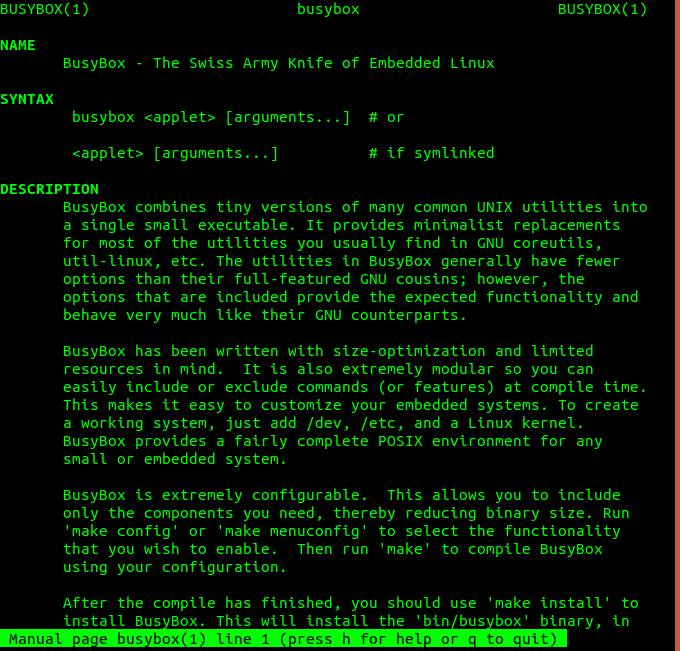 BUSYBOX(1)                       busybox                      BUSYBOX(1)
NAME
       BusyBox - The Swiss Army Knife of Embedded Linux
SYNTAX
        busybox <applet> [arguments...]  # or
        <applet> [arguments...]          # if symlinked
DESCRIPTION
       BusyBox combines tiny versions of many common UNIX utilities into
       a single small executable. It provides minimalist replacements
       for most of the utilities you usually find in GNU coreutils,
       util-linux, etc. The utilities in BusyBox generally have fewer
       options than their full-featured GNU cousins; however, the
       options that are included provide the expected functionality and
       behave very much like their GNU counterparts.
       BusyBox has been written with size-optimization and limited
       resources in mind.  It is also extremely modular so you can
       easily include or exclude commands (or features) at compile time.
       This makes it easy to customize your embedded systems. To create
       a working system, just add /dev, /etc, and a Linux kernel.
       BusyBox provides a fairly complete POSIX environment for any
       small or embedded system.
       BusyBox is extremely configurable.  This allows you to include
       only the components you need, thereby reducing binary size. Run
       'make config' or 'make menuconfig' to select the functionality
       that you wish to enable.  Then run 'make' to compile BusyBox
       using your configuration.
       After the compile has finished, you should use 'make install' to
       install BusyBox. This will install the 'bin/busybox' binary, in
 Manual page busybox(1) line 1 (press h for help or q to quit)